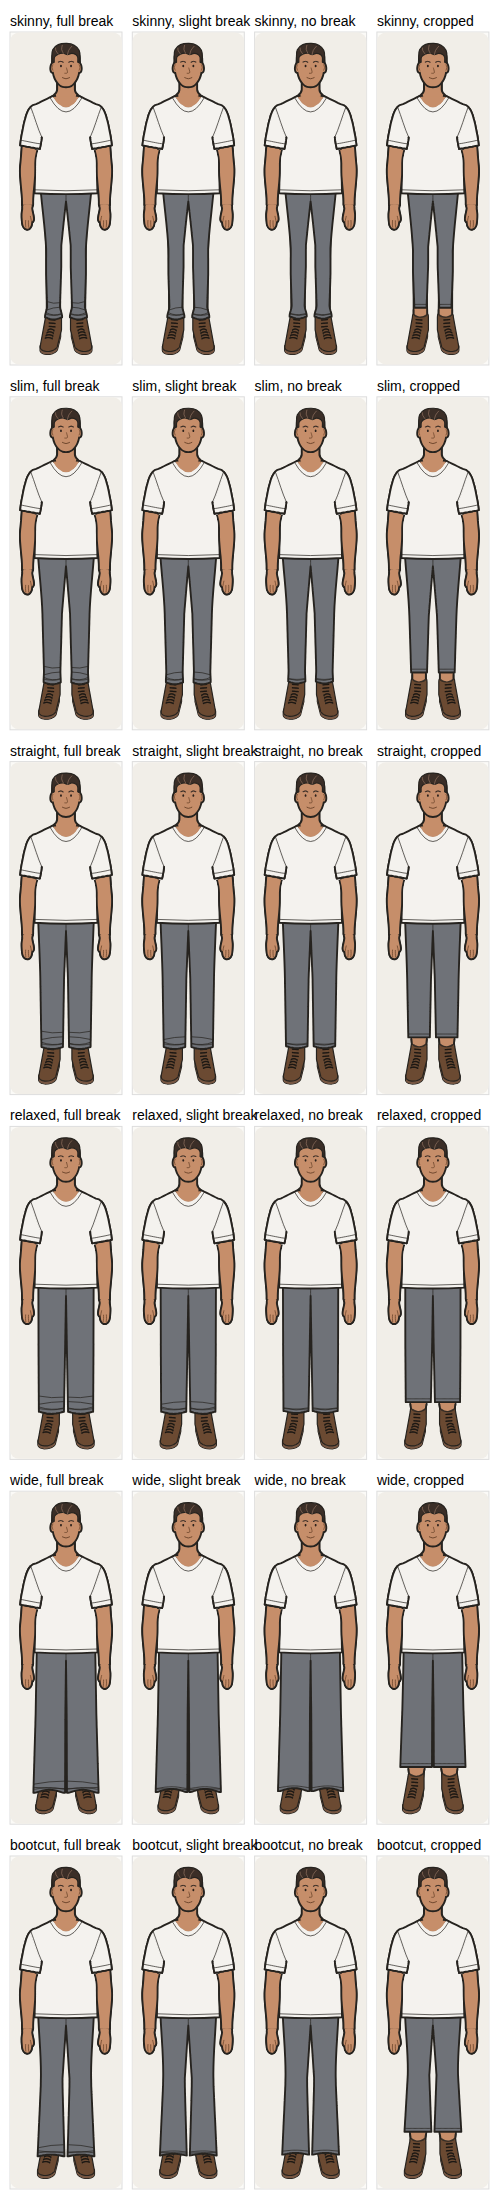 skinny, full break
skinny, slight break
skinny, no break
skinny, cropped
slim, full break
slim, slight break
slim, no break
slim, cropped
straight, full break
straight, slight break
straight, no break
straight, cropped
relaxed, full break
relaxed, slight break
relaxed, no break
relaxed, cropped
wide, full break
wide, slight break
wide, no break
wide, cropped
bootcut, full break
bootcut, slight break
bootcut, no break
bootcut, cropped